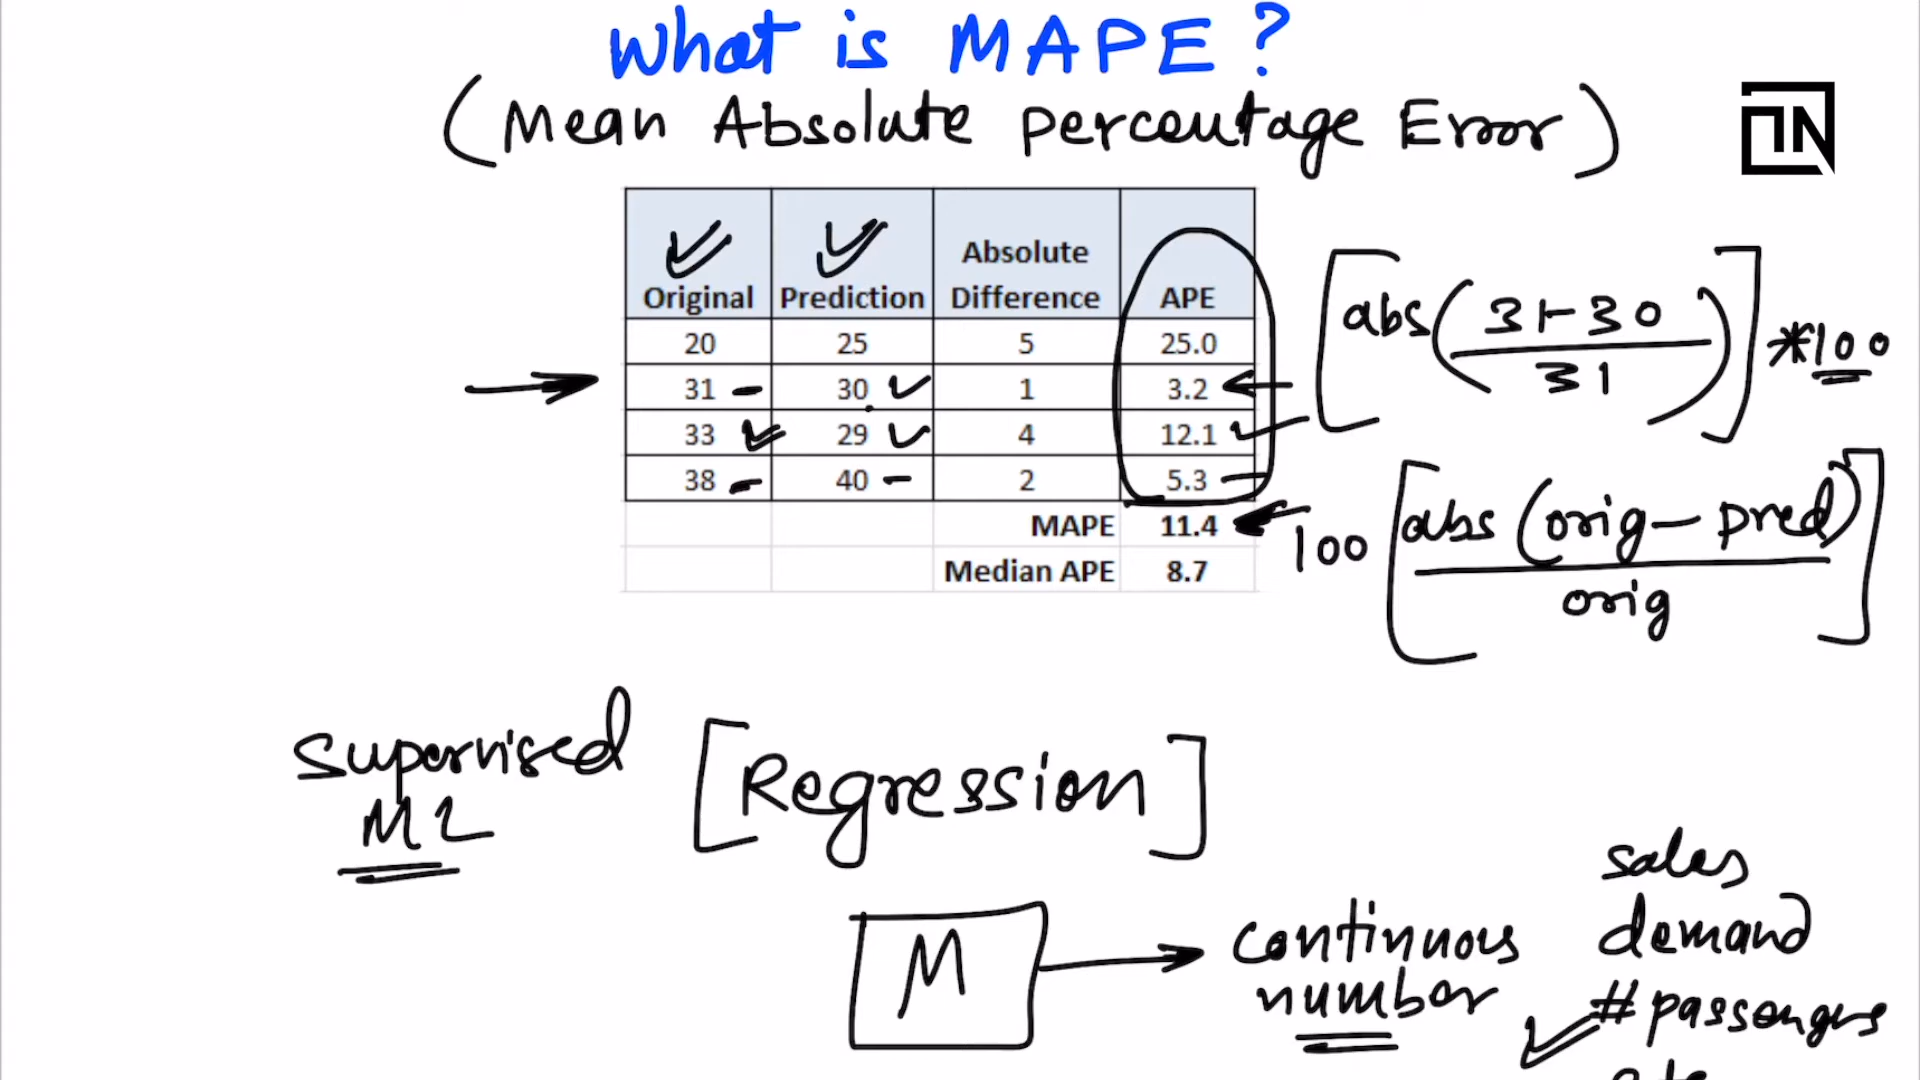 What is MAPE?
(Mean Absolute percentage Error)
Original Prediction Absolute Difference APE
20 25 5 25.0
31 30 1 3.2
33 29 4 12.1
38 40 2 5.3
MAPE 11.4
Median APE 8.7
[abs(31-30
31)] *100
100 [abs (orig-pred)
orig]
Supervised
ML
[Regression]
M
continuous
number
sales
demand
# passengers